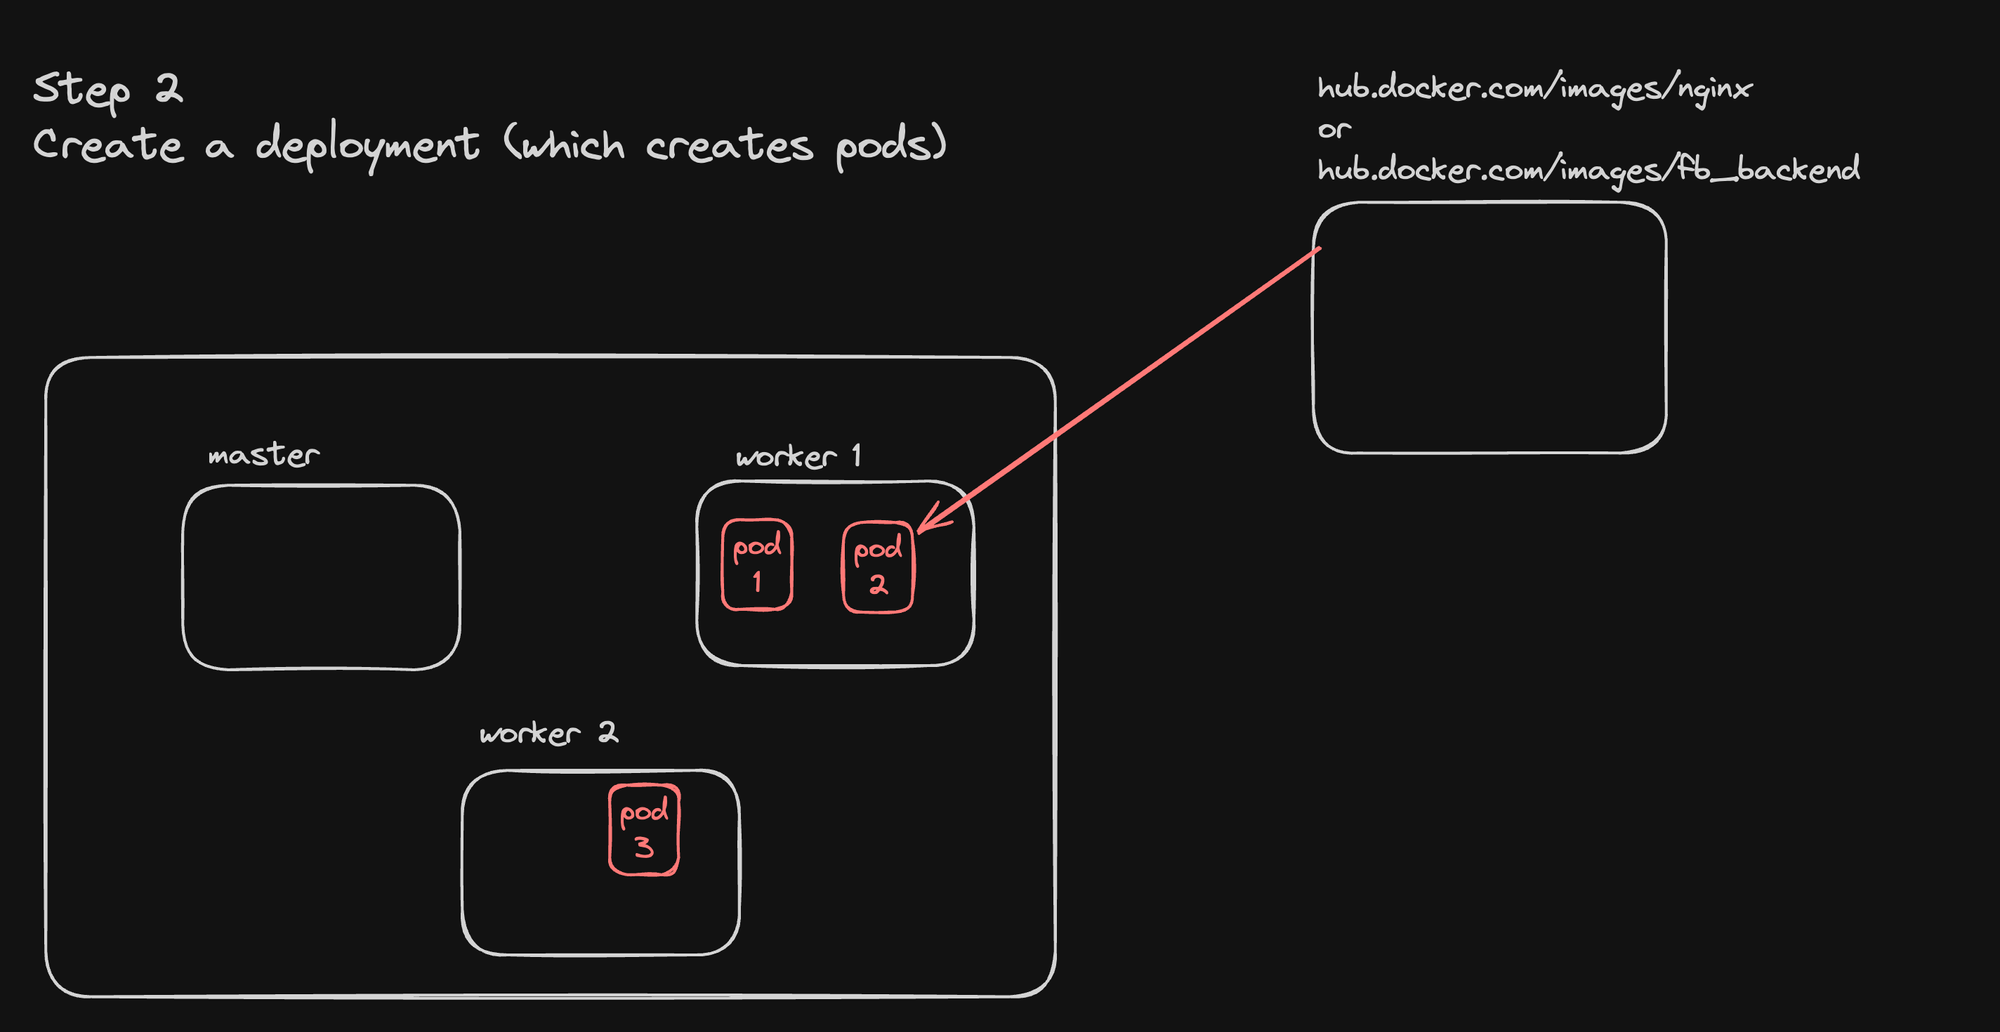 Step 2
Create a deployment (which creates pods)
hub.docker.com/images/nginx
or
hub.docker.com/images/fb_backend
master
worker 1
pod
1
pod
2
worker 2
pod
3